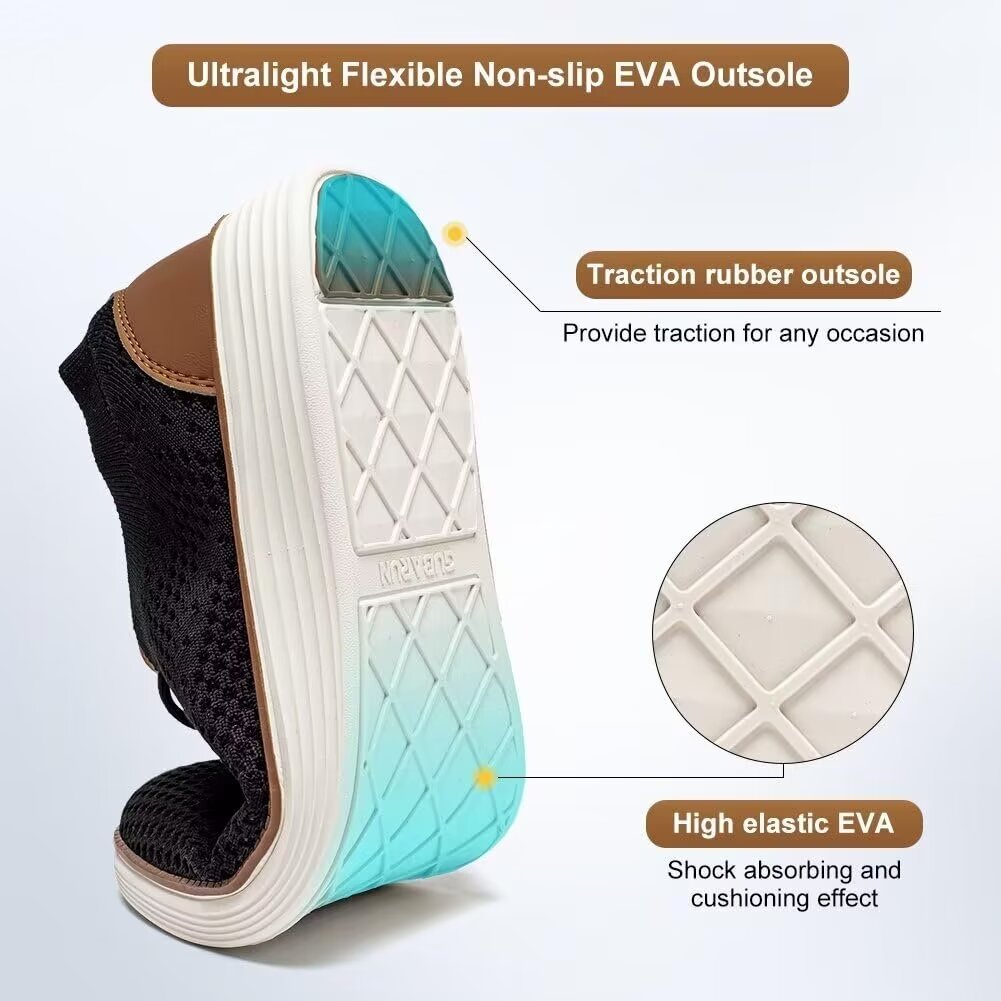 Ultralight Flexible Non-slip EVA Outsole
Traction rubber outsole
Provide traction for any occasion
GUBARUN
High elastic EVA
Shock absorbing and
cushioning effect